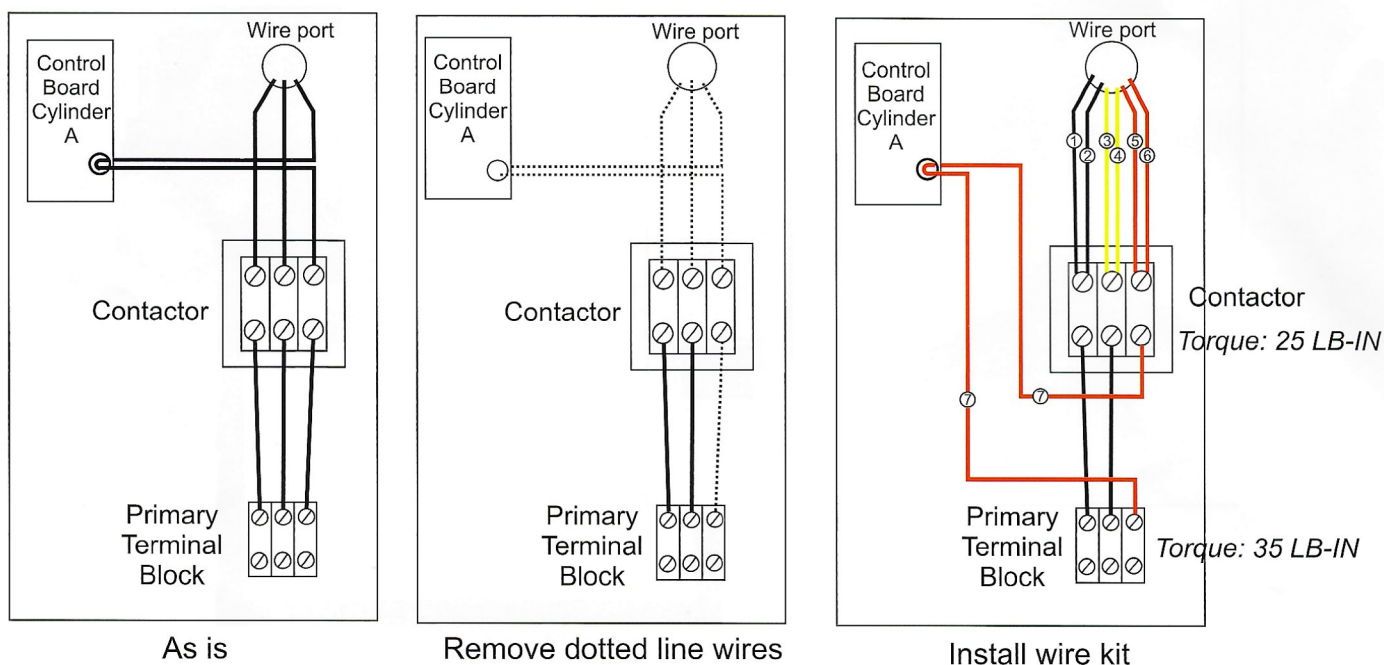 Wire port
Control
Board
Cylinder
A
Contactor
Primary
Terminal
Block
As is
Wire port
Control
Board
Cylinder
A
Contactor
Primary
Terminal
Block
Remove dotted line wires
Wire port
Control
Board
Cylinder
A
1
2
3
4
5
6
Contactor
Torque: 25 LB-IN
7
7
Primary
Terminal
Block
Torque: 35 LB-IN
Install wire kit